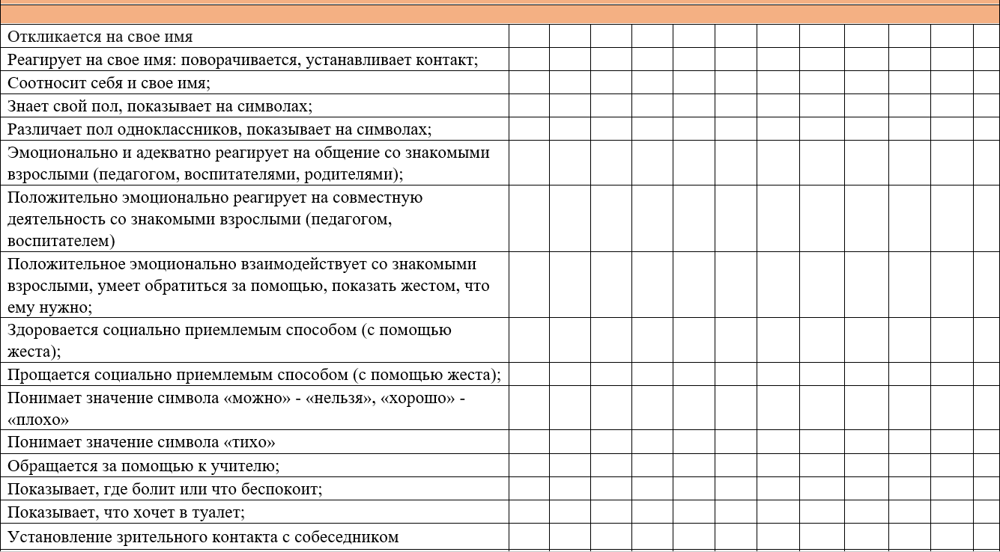 Откликается на свое имя
Реагирует на свое имя: поворачивается, устанавливает контакт;
Соотносит себя и свое имя;
Знает свой пол, показывает на символах;
Различает пол одноклассников, показывает на символах;
Эмоционально и адекватно реагирует на общение со знакомыми
взрослыми (педагогом, воспитателями, родителями);
Положительно эмоционально реагирует на совместную
деятельность со знакомыми взрослыми (педагогом,
воспитателем)
Положительное эмоционально взаимодействует со знакомыми
взрослыми, умеет обратиться за помощью, показать жестом, что
ему нужно;
Здоровается социально приемлемым способом (с помощью
жеста);
Прощается социально приемлемым способом (с помощью жеста);
Понимает значение символа «можно» - «нельзя», «хорошо» -
«плохо»
Понимает значение символа «тихо»
Обращается за помощью к учителю;
Показывает, где болит или что беспокоит;
Показывает, что хочет в туалет;
Установление зрительного контакта с собеседником